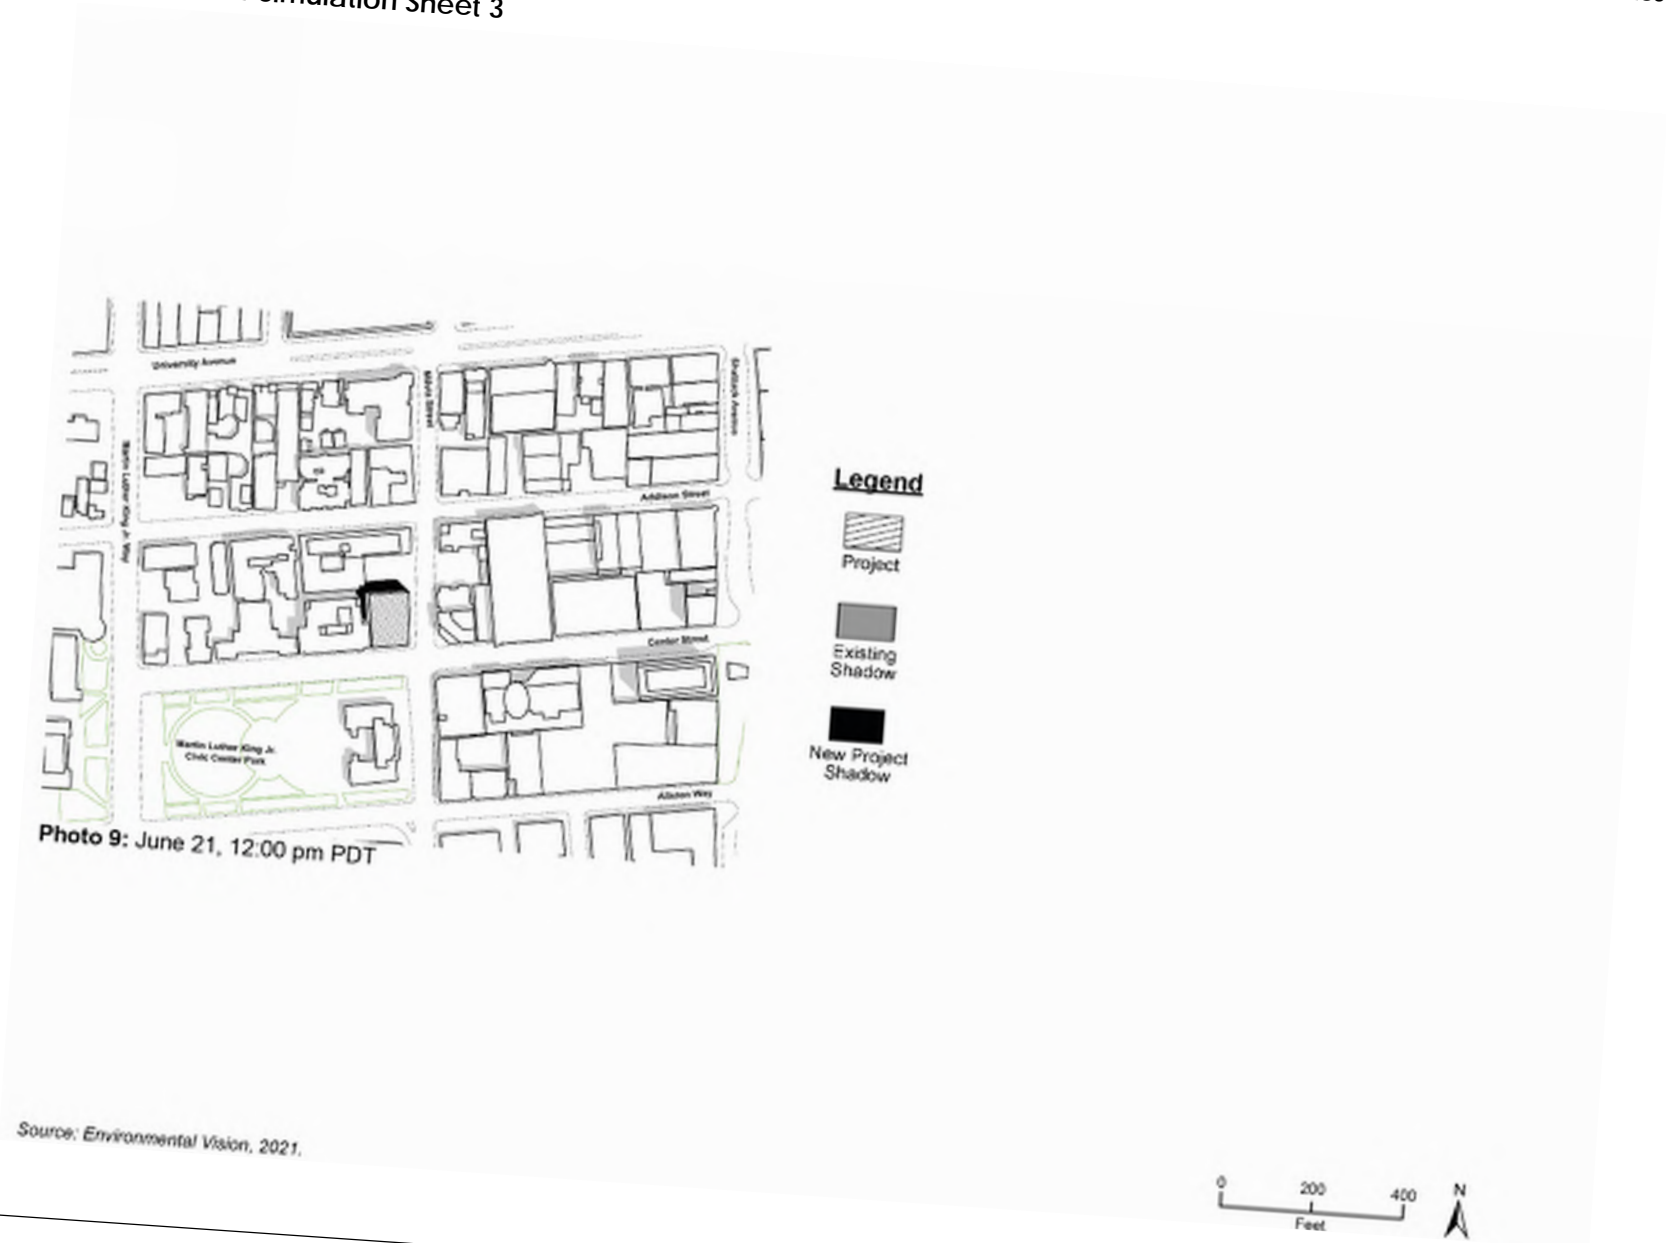 Simulation Sheet 3
University Avenue
Milvia Street
Shattuck Avenue
Martin Luther King Jr Way
Addison Street
Center Street
Martin Luther King Jr.
Civic Center Park
Allston Way
Photo 9: June 21, 12:00 pm PDT
Legend
Project
Existing
Shadow
New Project
Shadow
Source: Environmental Vision, 2021.
0 200 400
Feet
N